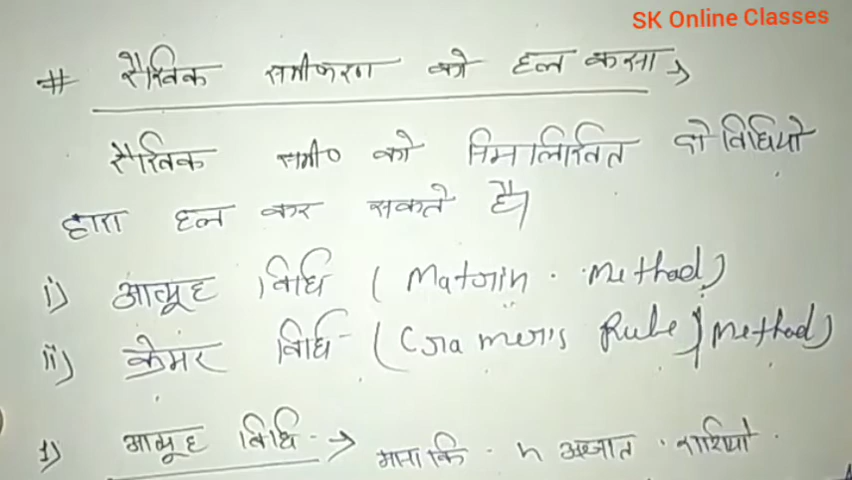 SK Online Classes
# रैखिक समीकरण को हल करना →
रैखिक समी० को निम्नलिखित दो विधियो
द्वारा हल कर सकते है।
i) आव्यूह विधि ( Matrix . Method)
ii) क्रेमर विधि - (Cramer's Rule / Method)
1) आव्यूह विधि - → माना कि n अज्ञात राशियो